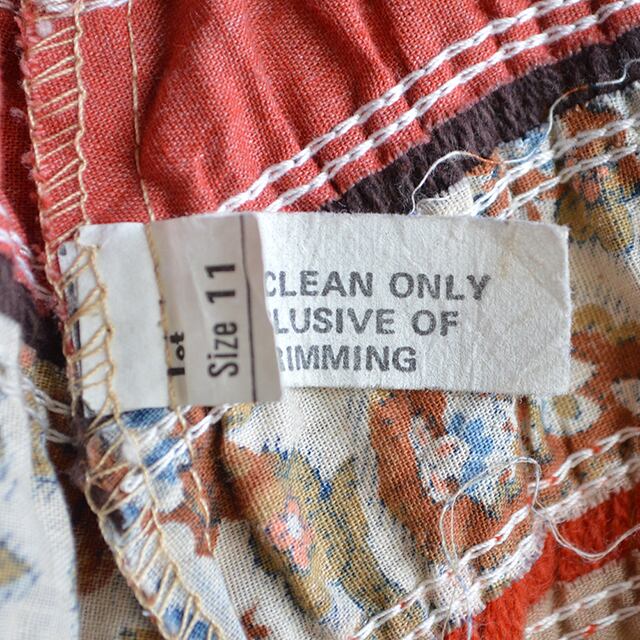 CLEAN ONLY
LUSIVE OF
RIMMING
Size 11
Lot